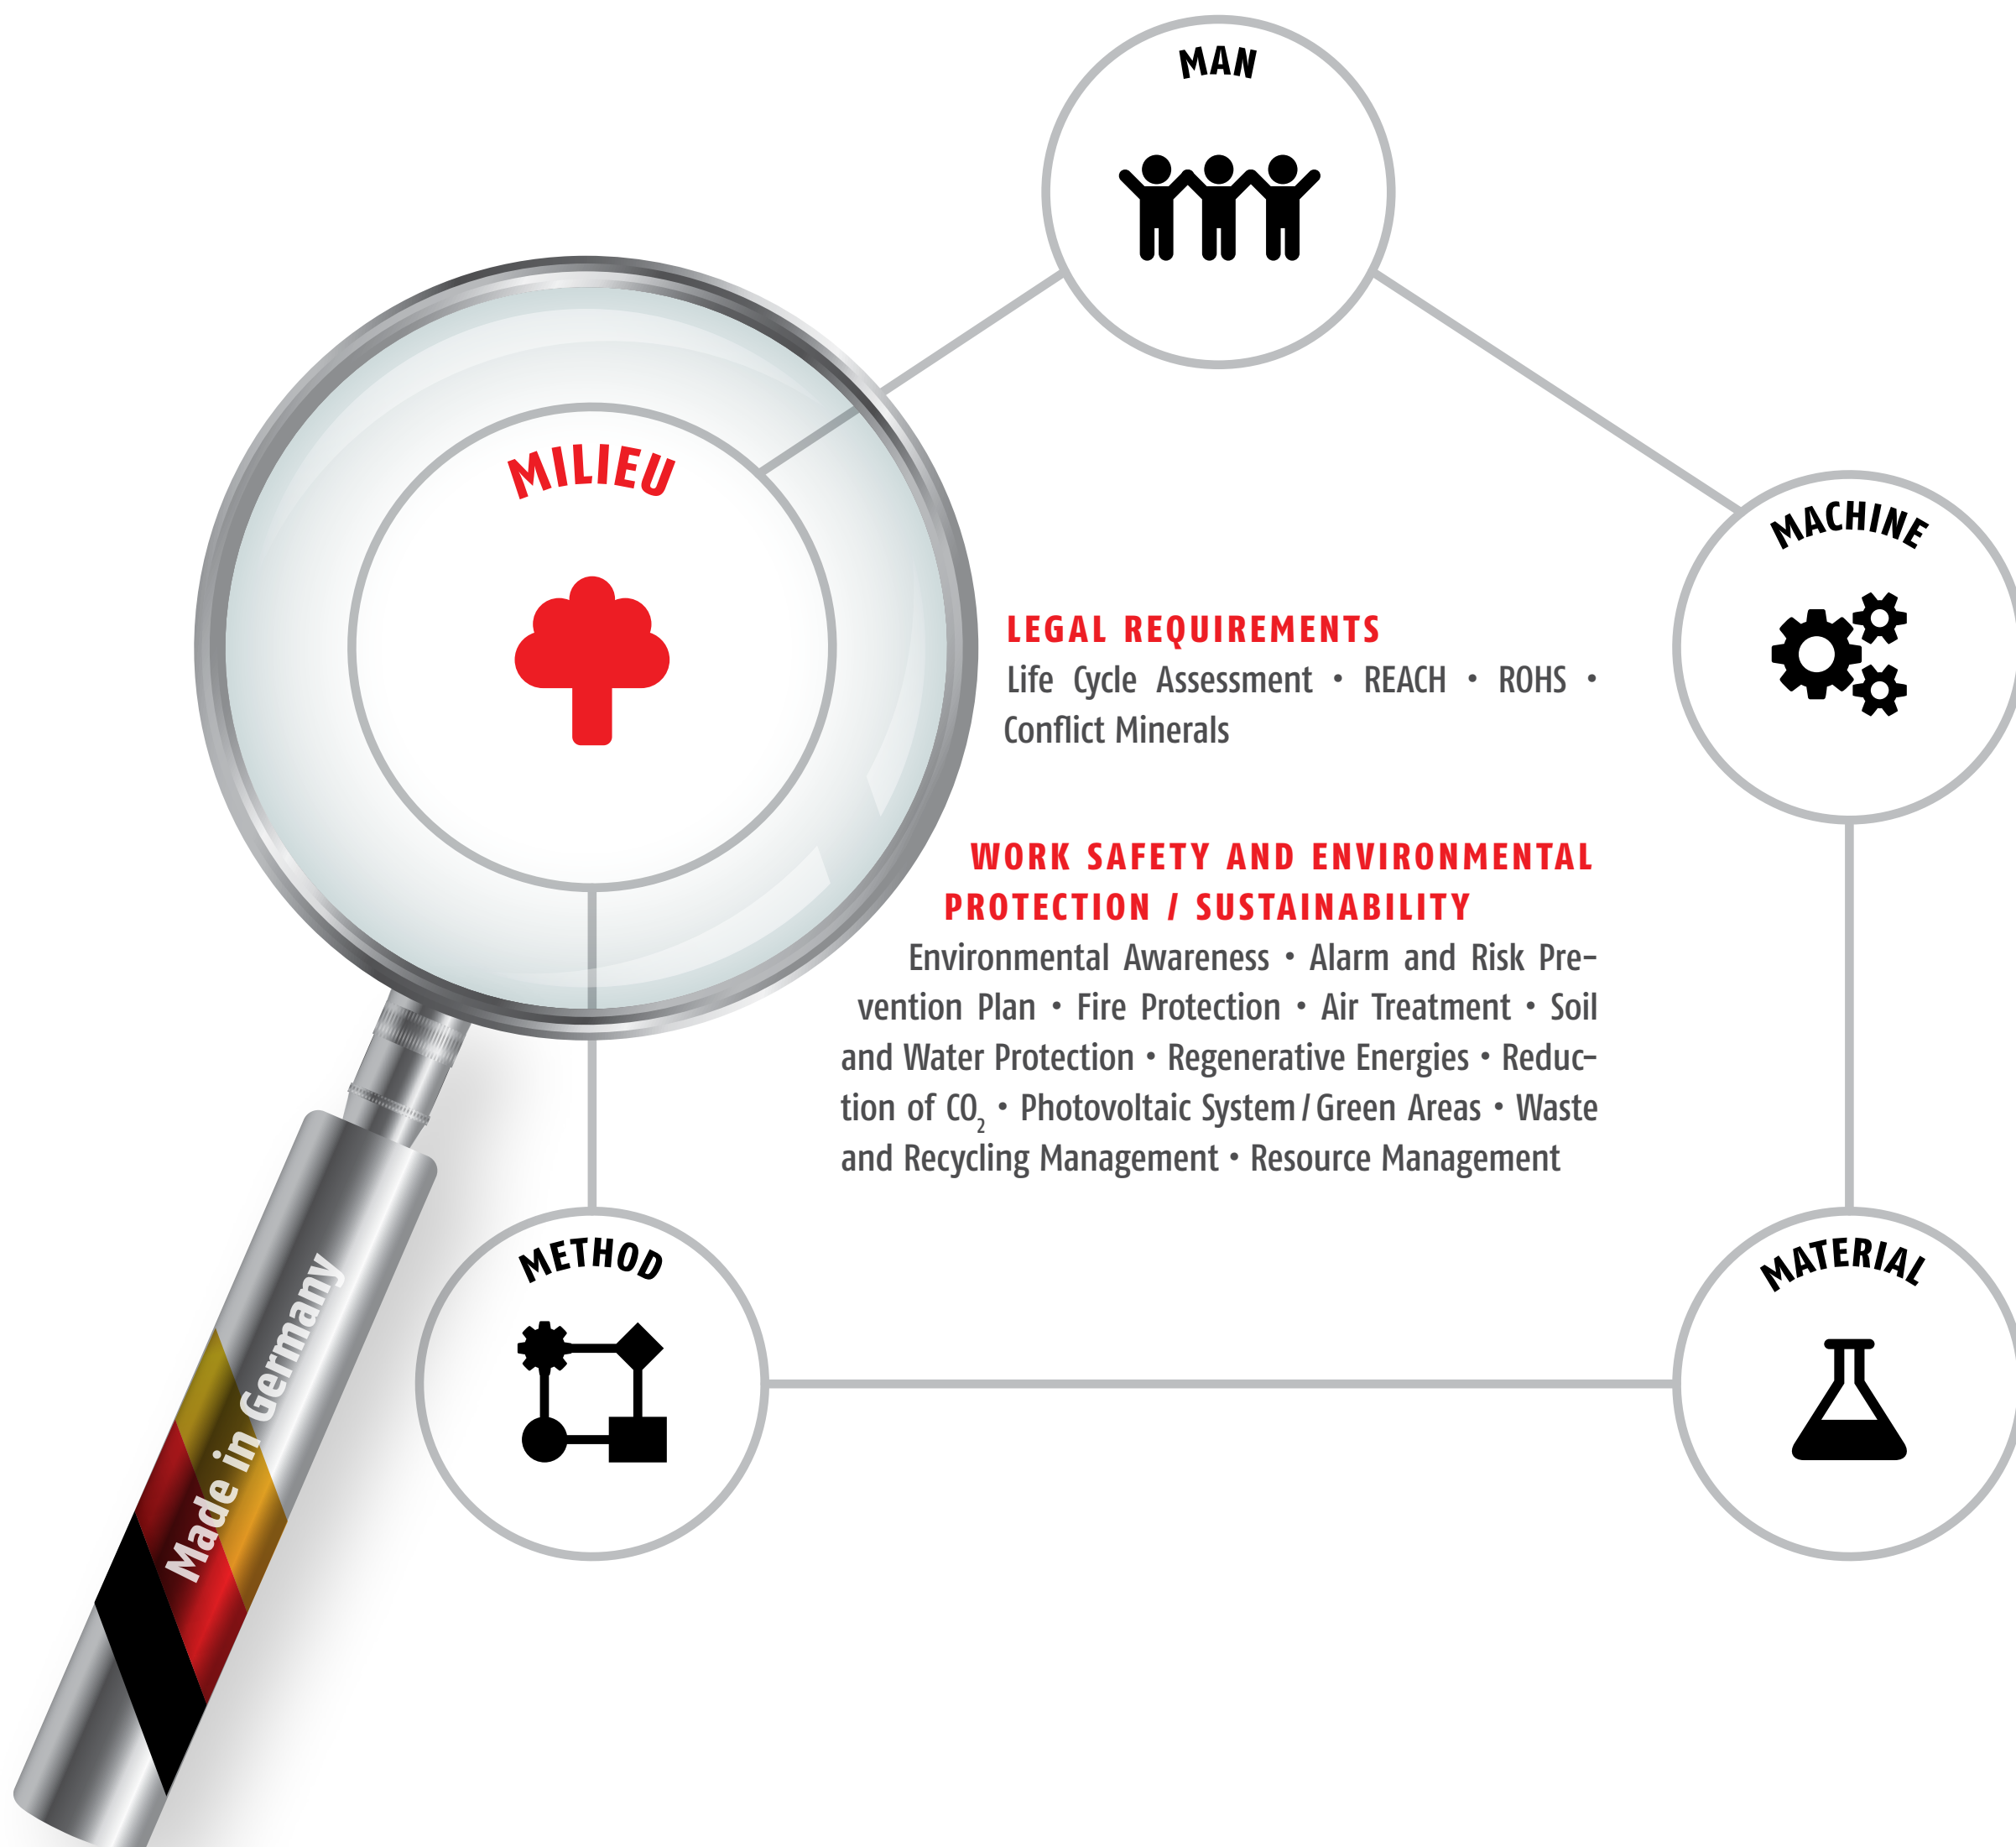 MAN
MILIEU
MACHINE
LEGAL REQUIREMENTS
Life Cycle Assessment • REACH • ROHS •
Conflict Minerals
WORK SAFETY AND ENVIRONMENTAL
PROTECTION / SUSTAINABILITY
Environmental Awareness • Alarm and Risk Pre-
vention Plan • Fire Protection • Air Treatment • Soil
and Water Protection • Regenerative Energies • Reduc-
tion of CO₂ • Photovoltaic System / Green Areas • Waste
and Recycling Management • Resource Management
METHOD
MATERIAL
Made in Germany